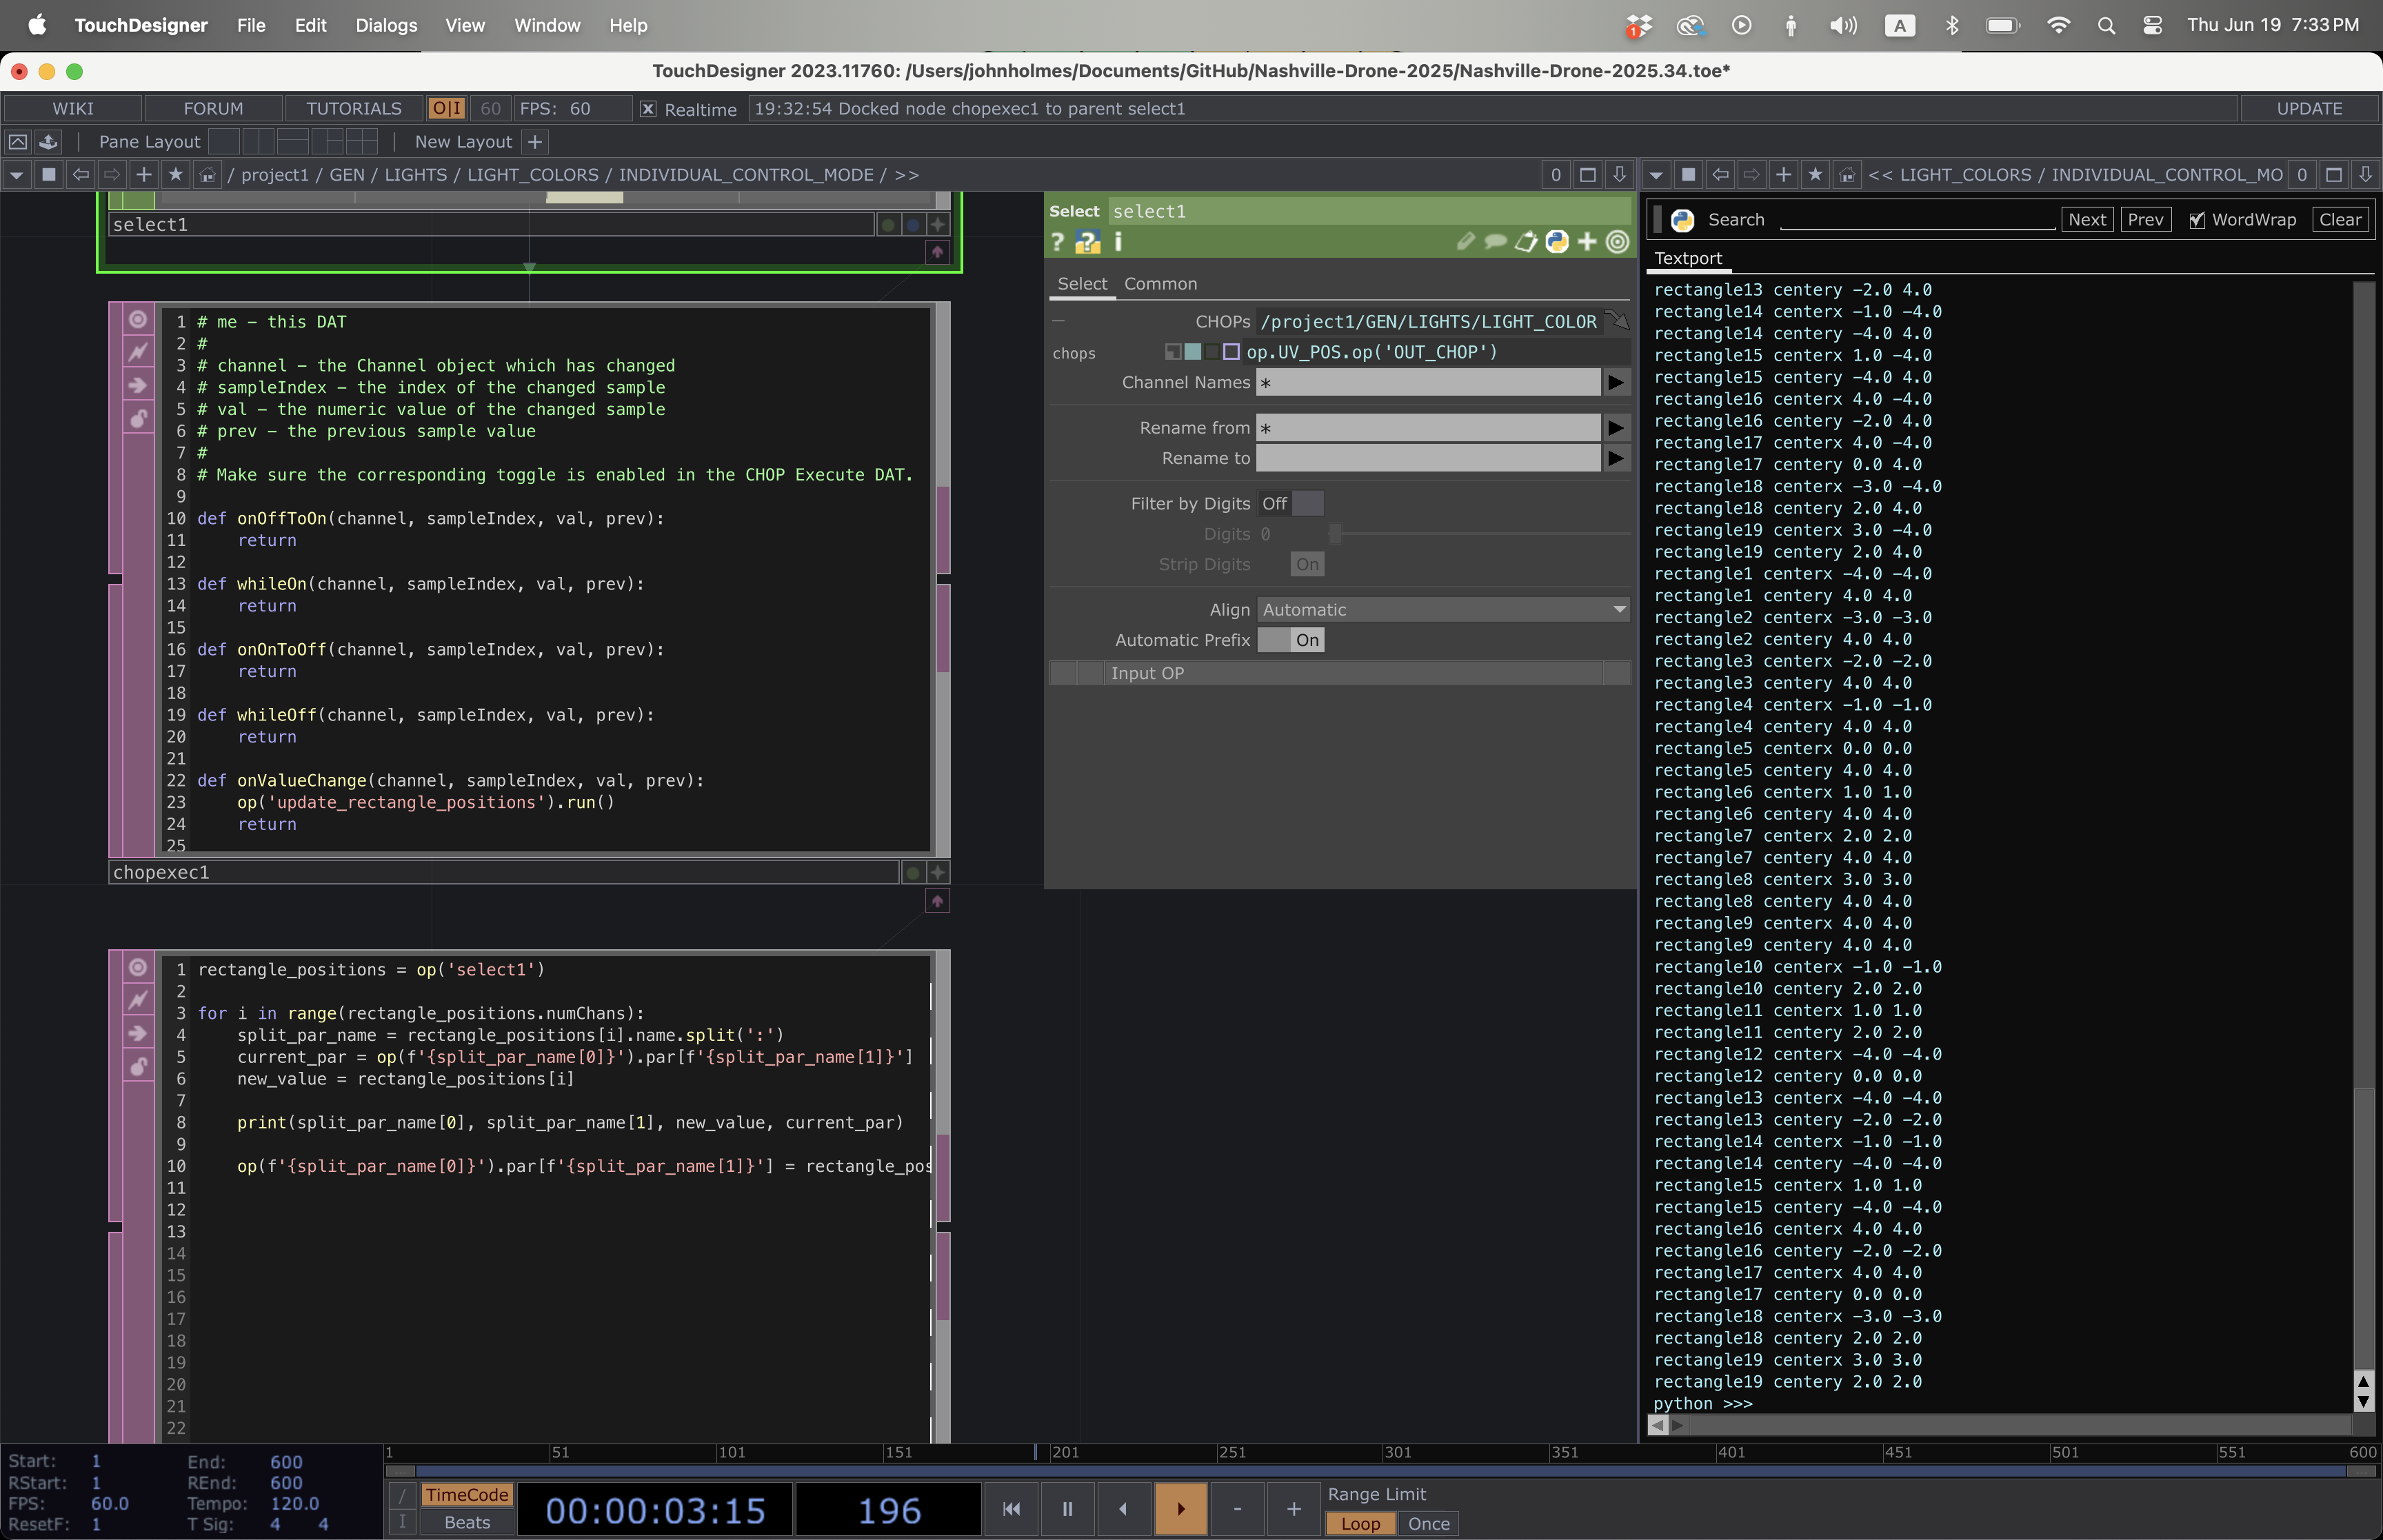 TouchDesigner File Edit Dialogs View Window Help
1 A Thu Jun 19 7:33 PM
TouchDesigner 2023.11760: /Users/johnholmes/Documents/GitHub/Nashville-Drone-2025/Nashville-Drone-2025.34.toe*
WIKI FORUM TUTORIALS O|I 60 FPS: 60 Realtime 19:32:54 Docked node chopexec1 to parent select1 UPDATE
Pane Layout New Layout +
/ project1 / GEN / LIGHTS / LIGHT_COLORS / INDIVIDUAL_CONTROL_MODE / >> 0
<< LIGHT_COLORS / INDIVIDUAL_CONTROL_MO 0
select1
1 # me - this DAT
2 #
3 # channel - the Channel object which has changed
4 # sampleIndex - the index of the changed sample
5 # val - the numeric value of the changed sample
6 # prev - the previous sample value
7 #
8 # Make sure the corresponding toggle is enabled in the CHOP Execute DAT.
9
10 def onOffToOn(channel, sampleIndex, val, prev):
11     return
12
13 def whileOn(channel, sampleIndex, val, prev):
14     return
15
16 def onOnToOff(channel, sampleIndex, val, prev):
17     return
18
19 def whileOff(channel, sampleIndex, val, prev):
20     return
21
22 def onValueChange(channel, sampleIndex, val, prev):
23     op('update_rectangle_positions').run()
24     return
25
chopexec1
1 rectangle_positions = op('select1')
2
3 for i in range(rectangle_positions.numChans):
4     split_par_name = rectangle_positions[i].name.split(':')
5     current_par = op(f'{split_par_name[0]}').par[f'{split_par_name[1]}']
6     new_value = rectangle_positions[i]
7
8     print(split_par_name[0], split_par_name[1], new_value, current_par)
9
10     op(f'{split_par_name[0]}').par[f'{split_par_name[1]}'] = rectangle_pos
11
12
13
14
15
16
17
18
19
20
21
22
Select select1
? ? i
Select Common
CHOPs /project1/GEN/LIGHTS/LIGHT_COLOR
chops op.UV_POS.op('OUT_CHOP')
Channel Names *
Rename from *
Rename to
Filter by Digits Off
Digits 0
Strip Digits On
Align Automatic
Automatic Prefix On
Input OP
Search Next Prev WordWrap Clear
Textport
rectangle13 centery -2.0 4.0
rectangle14 centerx -1.0 -4.0
rectangle14 centery -4.0 4.0
rectangle15 centerx 1.0 -4.0
rectangle15 centery -4.0 4.0
rectangle16 centerx 4.0 -4.0
rectangle16 centery -2.0 4.0
rectangle17 centerx 4.0 -4.0
rectangle17 centery 0.0 4.0
rectangle18 centerx -3.0 -4.0
rectangle18 centery 2.0 4.0
rectangle19 centerx 3.0 -4.0
rectangle19 centery 2.0 4.0
rectangle1 centerx -4.0 -4.0
rectangle1 centery 4.0 4.0
rectangle2 centerx -3.0 -3.0
rectangle2 centery 4.0 4.0
rectangle3 centerx -2.0 -2.0
rectangle3 centery 4.0 4.0
rectangle4 centerx -1.0 -1.0
rectangle4 centery 4.0 4.0
rectangle5 centerx 0.0 0.0
rectangle5 centery 4.0 4.0
rectangle6 centerx 1.0 1.0
rectangle6 centery 4.0 4.0
rectangle7 centerx 2.0 2.0
rectangle7 centery 4.0 4.0
rectangle8 centerx 3.0 3.0
rectangle8 centery 4.0 4.0
rectangle9 centerx 4.0 4.0
rectangle9 centery 4.0 4.0
rectangle10 centerx -1.0 -1.0
rectangle10 centery 2.0 2.0
rectangle11 centerx 1.0 1.0
rectangle11 centery 2.0 2.0
rectangle12 centerx -4.0 -4.0
rectangle12 centery 0.0 0.0
rectangle13 centerx -4.0 -4.0
rectangle13 centery -2.0 -2.0
rectangle14 centerx -1.0 -1.0
rectangle14 centery -4.0 -4.0
rectangle15 centerx 1.0 1.0
rectangle15 centery -4.0 -4.0
rectangle16 centerx 4.0 4.0
rectangle16 centery -2.0 -2.0
rectangle17 centerx 4.0 4.0
rectangle17 centery 0.0 0.0
rectangle18 centerx -3.0 -3.0
rectangle18 centery 2.0 2.0
rectangle19 centerx 3.0 3.0
rectangle19 centery 2.0 2.0
python >>>
1 51 101 151 201 251 301 351 401 451 501 551 600
Start: 1 End: 600
RStart: 1 REnd: 600
FPS: 60.0 Tempo: 120.0
ResetF: 1 T Sig: 4 4
/ TimeCode
I Beats
00:00:03:15 196 - +
Range Limit
Loop Once